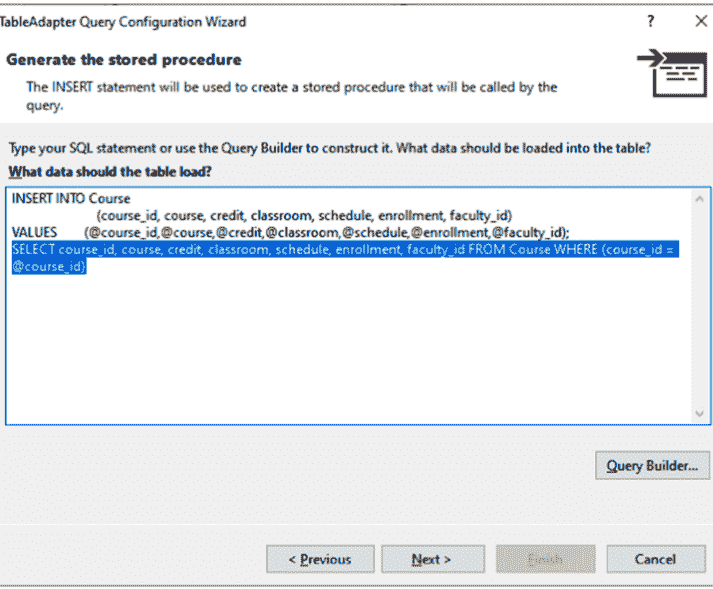 TableAdapter Query Configuration Wizard ? X
Generate the stored procedure
The INSERT statement will be used to create a stored procedure that will be called by the
query.
Type your SQL statement or use the Query Builder to construct it. What data should be loaded into the table?
What data should the table load?
INSERT INTO Course
(course_id, course, credit, classroom, schedule, enrollment, faculty_id)
VALUES (@course_id,@course,@credit,@classroom,@schedule,@enrollment,@faculty_id);
SELECT course_id, course, credit, classroom, schedule, enrollment, faculty_id FROM Course WHERE (course_id =
@course_id)
Query Builder...
< Previous Next > Finish Cancel